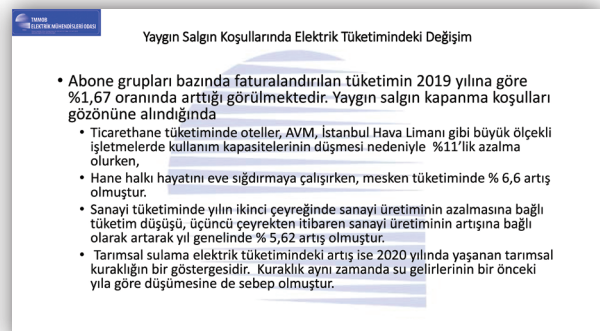 TMMOB
ELEKTRİK MÜHENDİSLERİ ODASI
Yaygın Salgın Koşullarında Elektrik Tüketimindeki Değişim
• Abone grupları bazında faturalandırılan tüketimin 2019 yılına göre
%1,67 oranında arttığı görülmektedir. Yaygın salgın kapanma koşulları
gözönüne alındığında
• Ticarethane tüketiminde oteller, AVM, İstanbul Hava Limanı gibi büyük ölçekli
işletmelerde kullanım kapasitelerinin düşmesi nedeniyle %11'lik azalma
olurken,
• Hane halkı hayatını eve sığdırmaya çalışırken, mesken tüketiminde % 6,6 artış
olmuştur.
• Sanayi tüketiminde yılın ikinci çeyreğinde sanayi üretiminin azalmasına bağlı
tüketim düşüşü, üçüncü çeyrekten itibaren sanayi üretiminin artışına bağlı
olarak artarak yıl genelinde % 5,62 artış olmuştur.
• Tarımsal sulama elektrik tüketimindeki artış ise 2020 yılında yaşanan tarımsal
kuraklığın bir göstergesidir. Kuraklık aynı zamanda su gelirlerinin bir önceki
yıla göre düşümesine de sebep olmuştur.